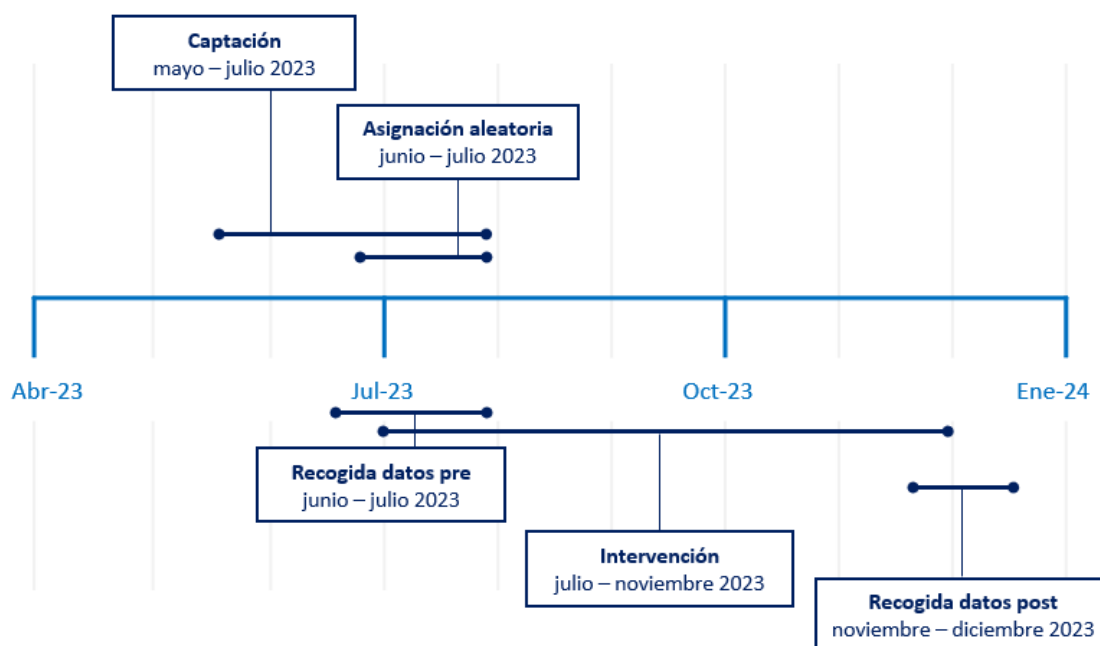 Captación
mayo – julio 2023
Asignación aleatoria
junio – julio 2023
Abr-23
Jul-23
Oct-23
Ene-24
Recogida datos pre
junio – julio 2023
Intervención
julio – noviembre 2023
Recogida datos post
noviembre – diciembre 2023